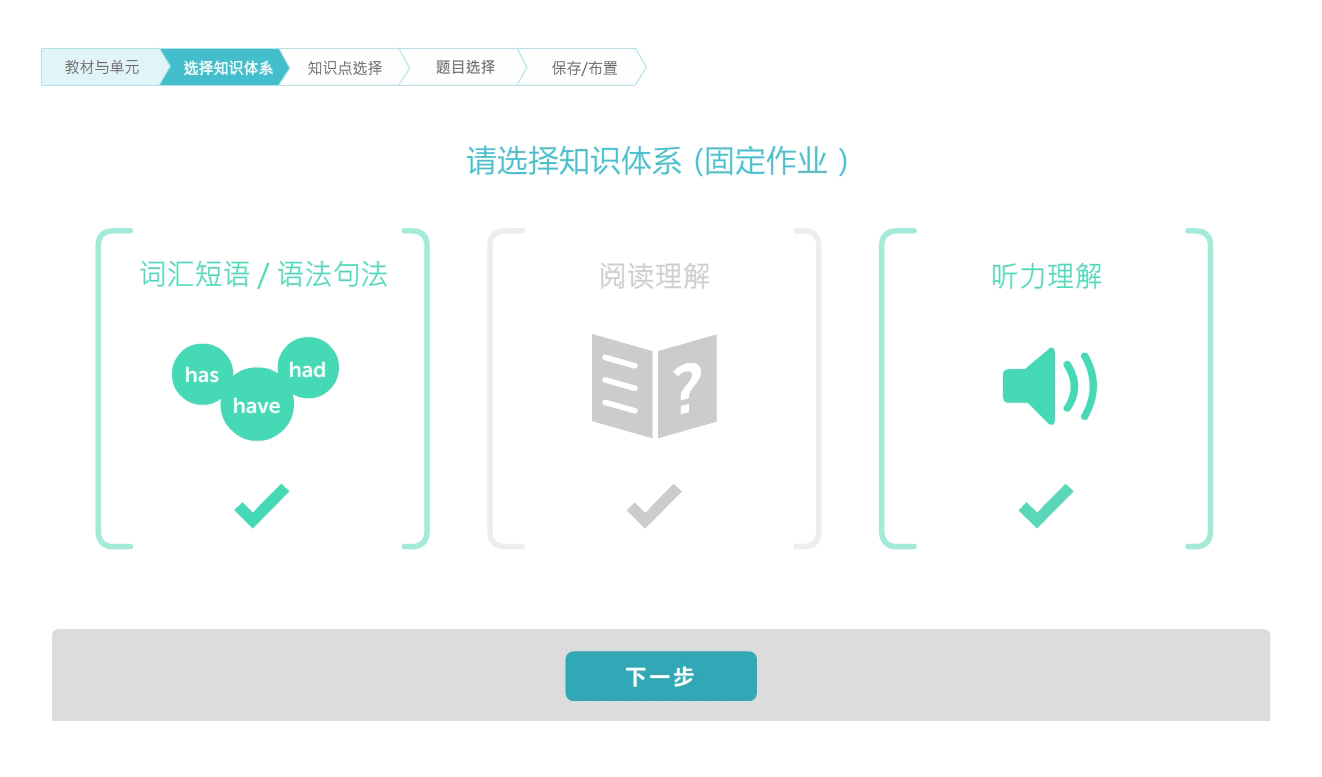 教材与单元 选择知识体系 知识点选择 题目选择 保存/布置
请选择知识体系 (固定作业 )
词汇短语 / 语法句法
has had
have
阅读理解
?
听力理解
下一步